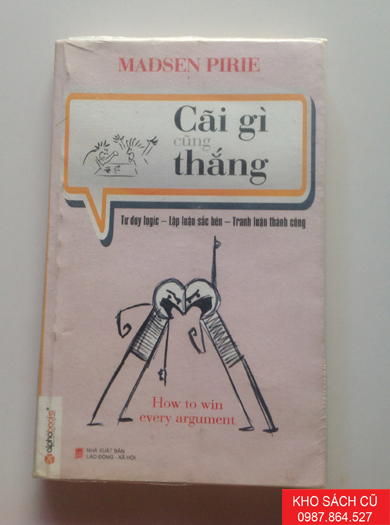 MADSEN PIRIE
Cãi gì
cũng
thắng
Tư duy logic – Lập luận sắc bén – Tranh luận thành công
How to win
every argument
alphabooks
NHÀ XUẤT BẢN
LAO ĐỘNG - XÃ HỘI
KHO SÁCH CŨ
0987.864.527